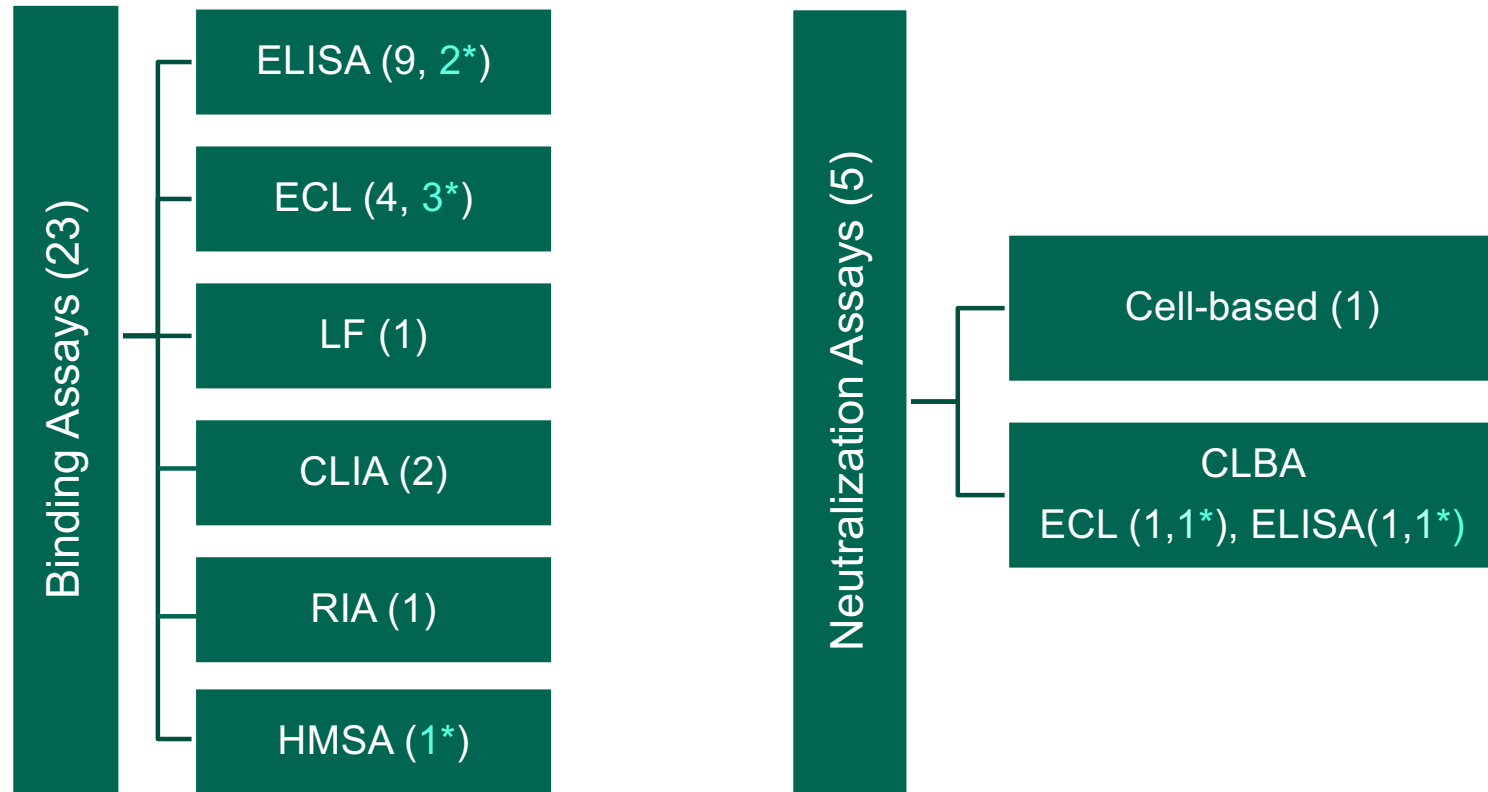 Binding Assays (23)
ELISA (9, 2*)
ECL (4, 3*)
LF (1)
CLIA (2)
RIA (1)
HMSA (1*)
Neutralization Assays (5)
Cell-based (1)
CLBA
ECL (1,1*), ELISA(1,1*)